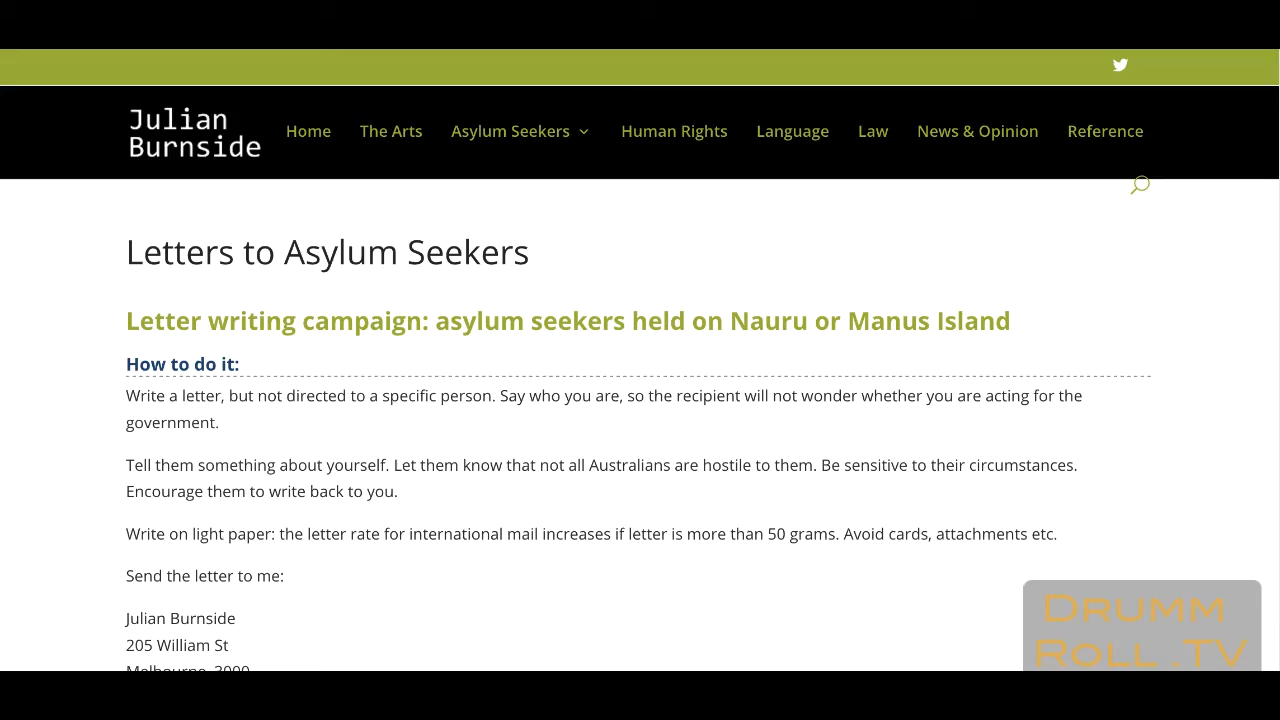 Julian
Burnside
Home
The Arts
Asylum Seekers
Human Rights
Language
Law
News & Opinion
Reference
Letters to Asylum Seekers
Letter writing campaign: asylum seekers held on Nauru or Manus Island
How to do it:
Write a letter, but not directed to a specific person. Say who you are, so the recipient will not wonder whether you are acting for the
government.
Tell them something about yourself. Let them know that not all Australians are hostile to them. Be sensitive to their circumstances.
Encourage them to write back to you.
Write on light paper: the letter rate for international mail increases if letter is more than 50 grams. Avoid cards, attachments etc.
Send the letter to me:
Julian Burnside
205 William St
Melbourne, 3000
Drumm
Roll .TV